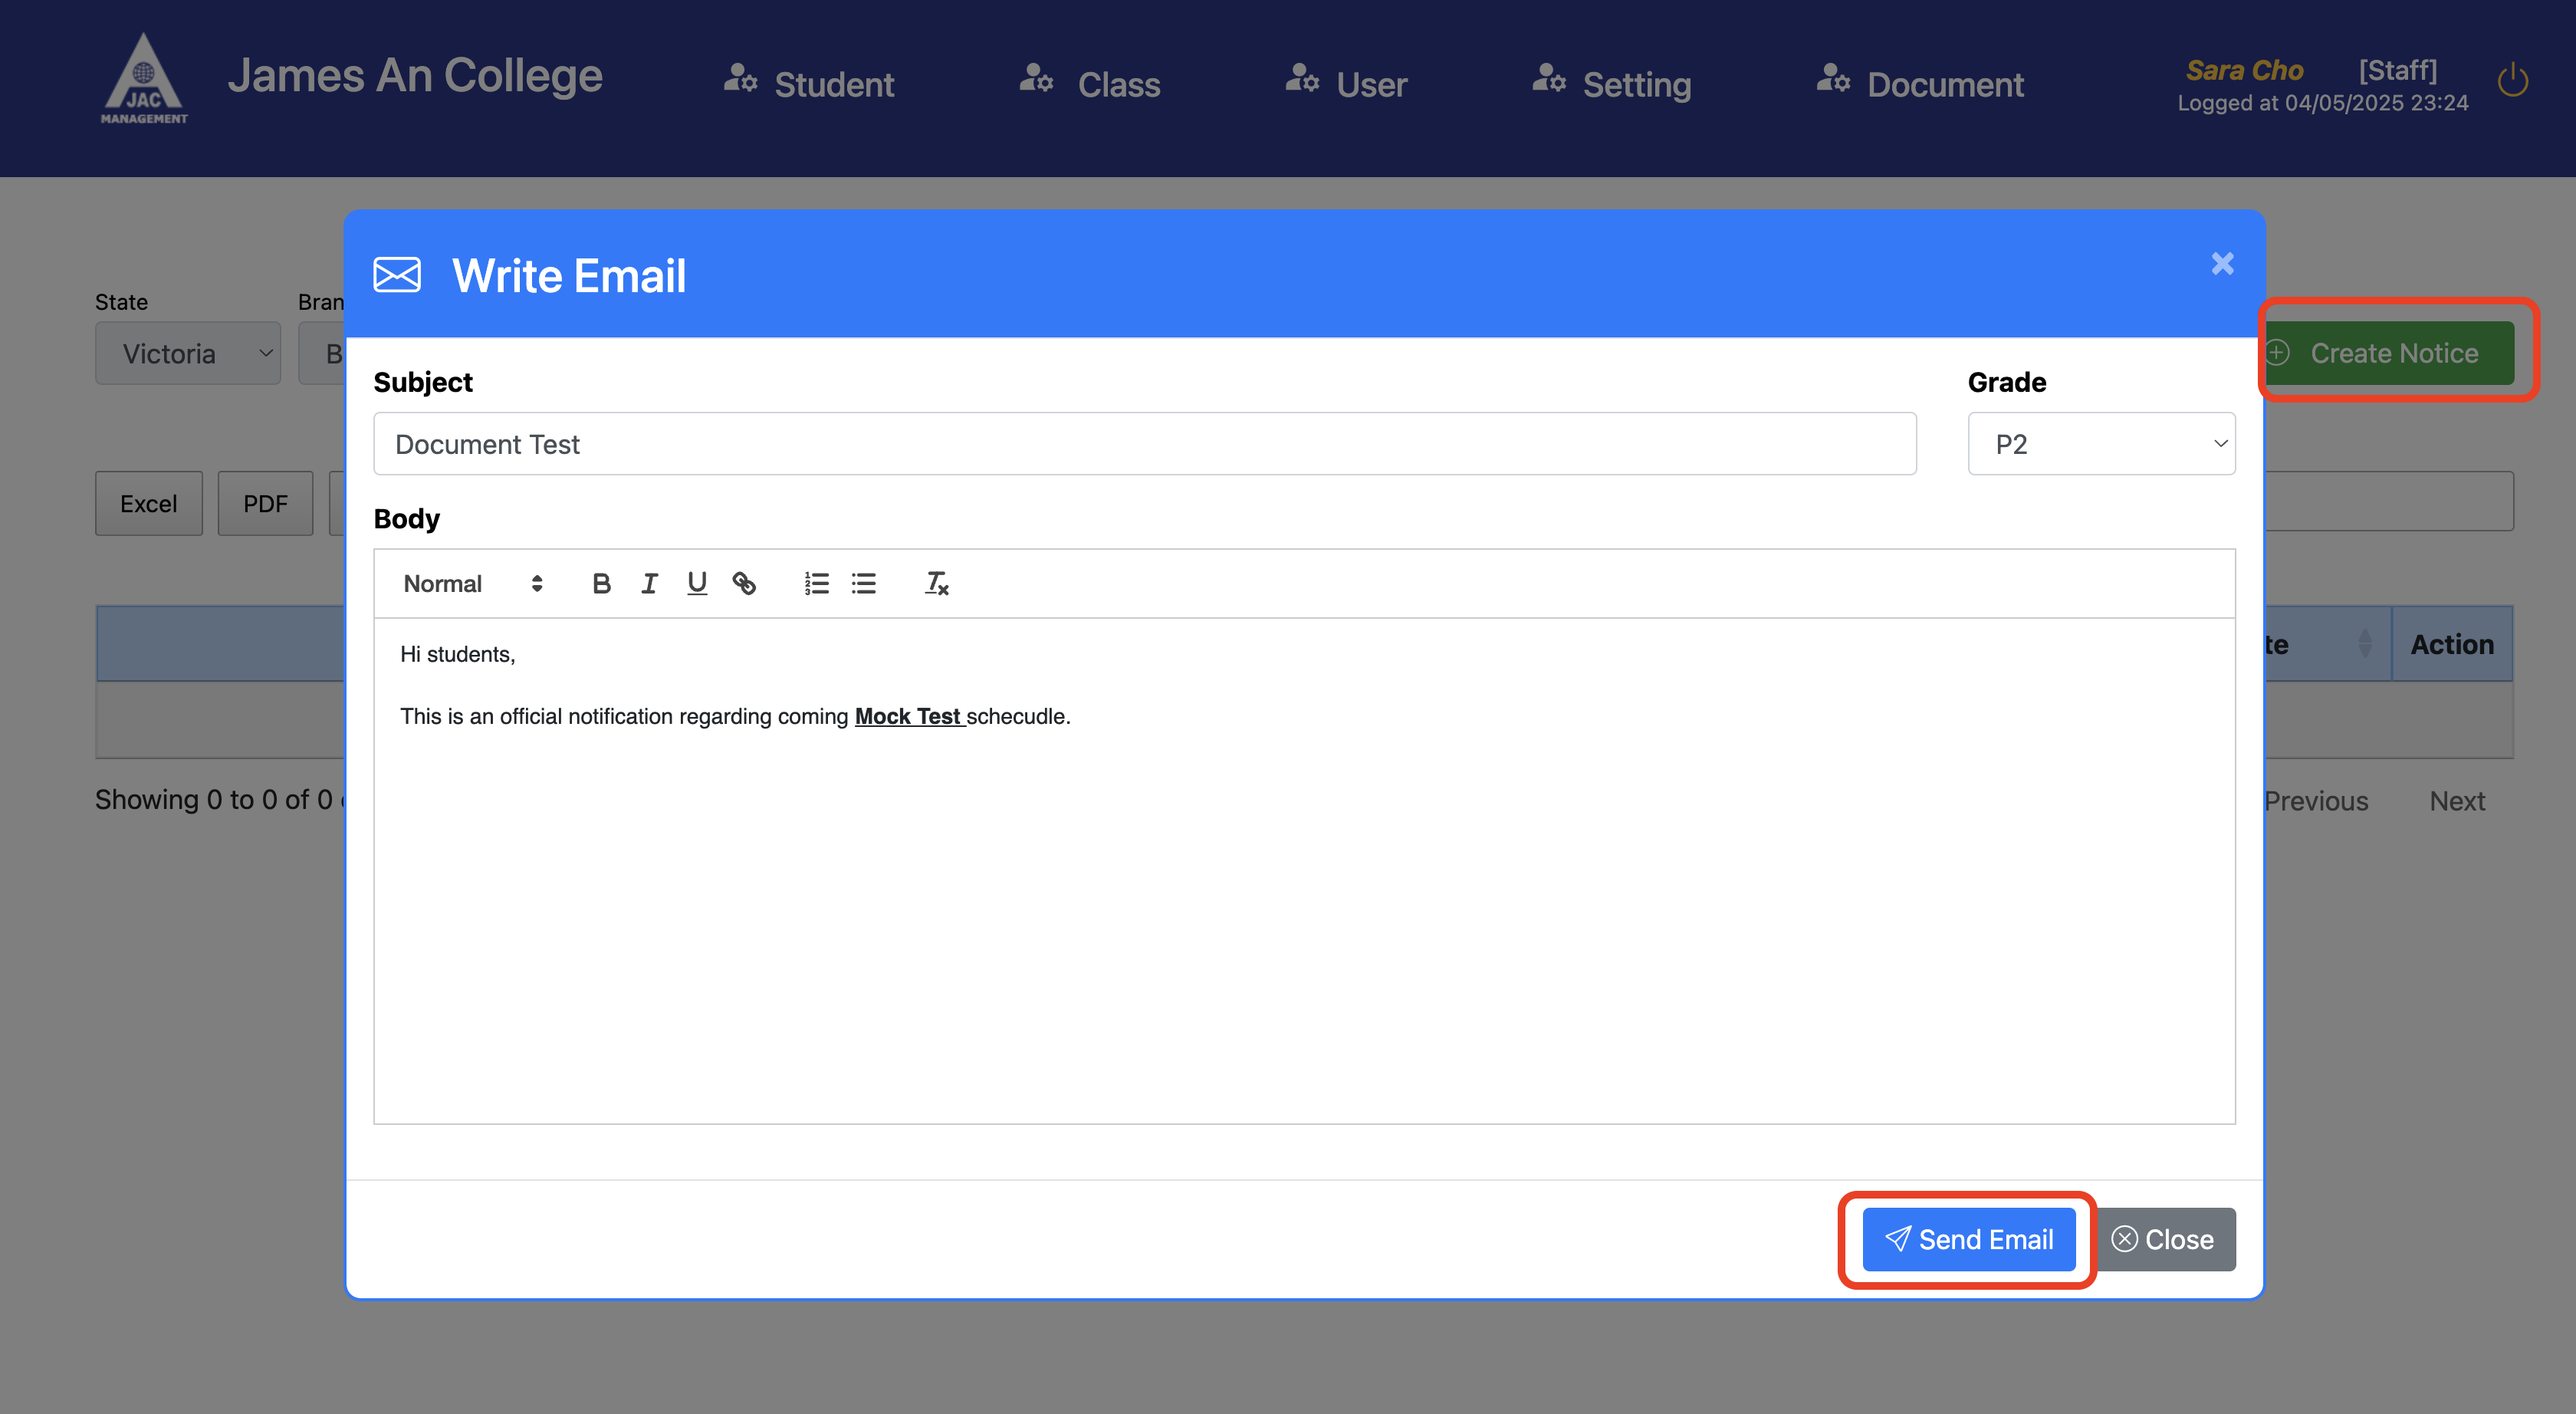 JAC
MANAGEMENT
James An College
Student
Class
User
Setting
Document
Sara Cho [Staff]
Logged at 04/05/2025 23:24
Write Email
×
State
Victoria
Create Notice
Subject
Grade
Document Test
P2
Excel
PDF
Body
Normal
B I U
Hi students,
This is an official notification regarding coming Mock Test schecudle.
Action
Showing 0 to 0 of 0
Previous
Next
Send Email
Close